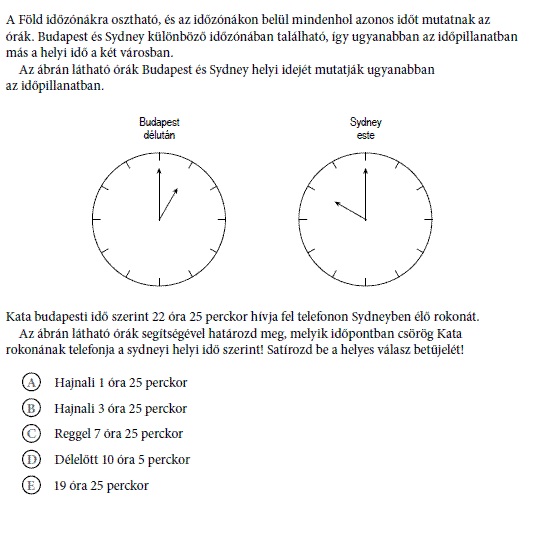 A Föld időzónákra osztható, és az időzónákon belül mindenhol azonos időt mutatnak az
órák. Budapest és Sydney különböző időzónában található, így ugyanabban az időpillanatban
más a helyi idő a két városban.
Az ábrán látható órák Budapest és Sydney helyi idejét mutatják ugyanabban
az időpillanatban.
Budapest
délután
Sydney
este
Kata budapesti idő szerint 22 óra 25 perckor hívja fel telefonon Sydneyben élő rokonát.
Az ábrán látható órák segítségével határozd meg, melyik időpontban csörög Kata
rokonának telefonja a sydneyi helyi idő szerint! Satírozd be a helyes válasz betűjelét!
A Hajnali 1 óra 25 perckor
B Hajnali 3 óra 25 perckor
C Reggel 7 óra 25 perckor
D Délelőtt 10 óra 5 perckor
E 19 óra 25 perckor